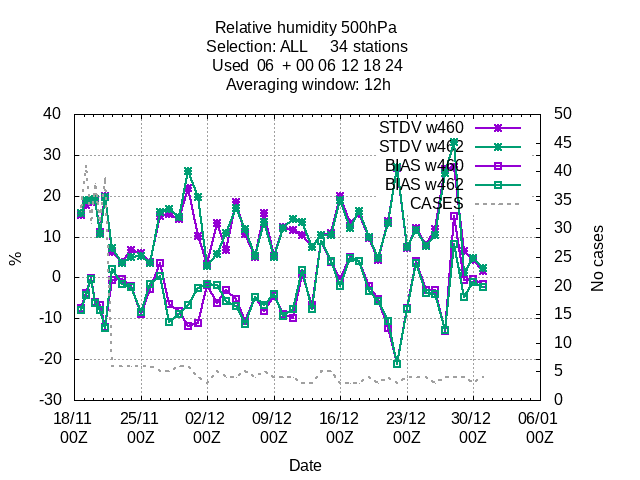 Relative humidity 500hPa
Selection: ALL 34 stations
Used 06 + 00 06 12 18 24
Averaging window: 12h
40 50
STDV w460
45
30 STDV w462
40
BIAS w460
20 BIAS w462 35
CASES
30
10
% 25 No cases
0
20
-10 15
10
-20
5
-30 0
18/11 25/11 02/12 09/12 16/12 23/12 30/12 06/01
00Z 00Z 00Z 00Z 00Z 00Z 00Z 00Z
Date